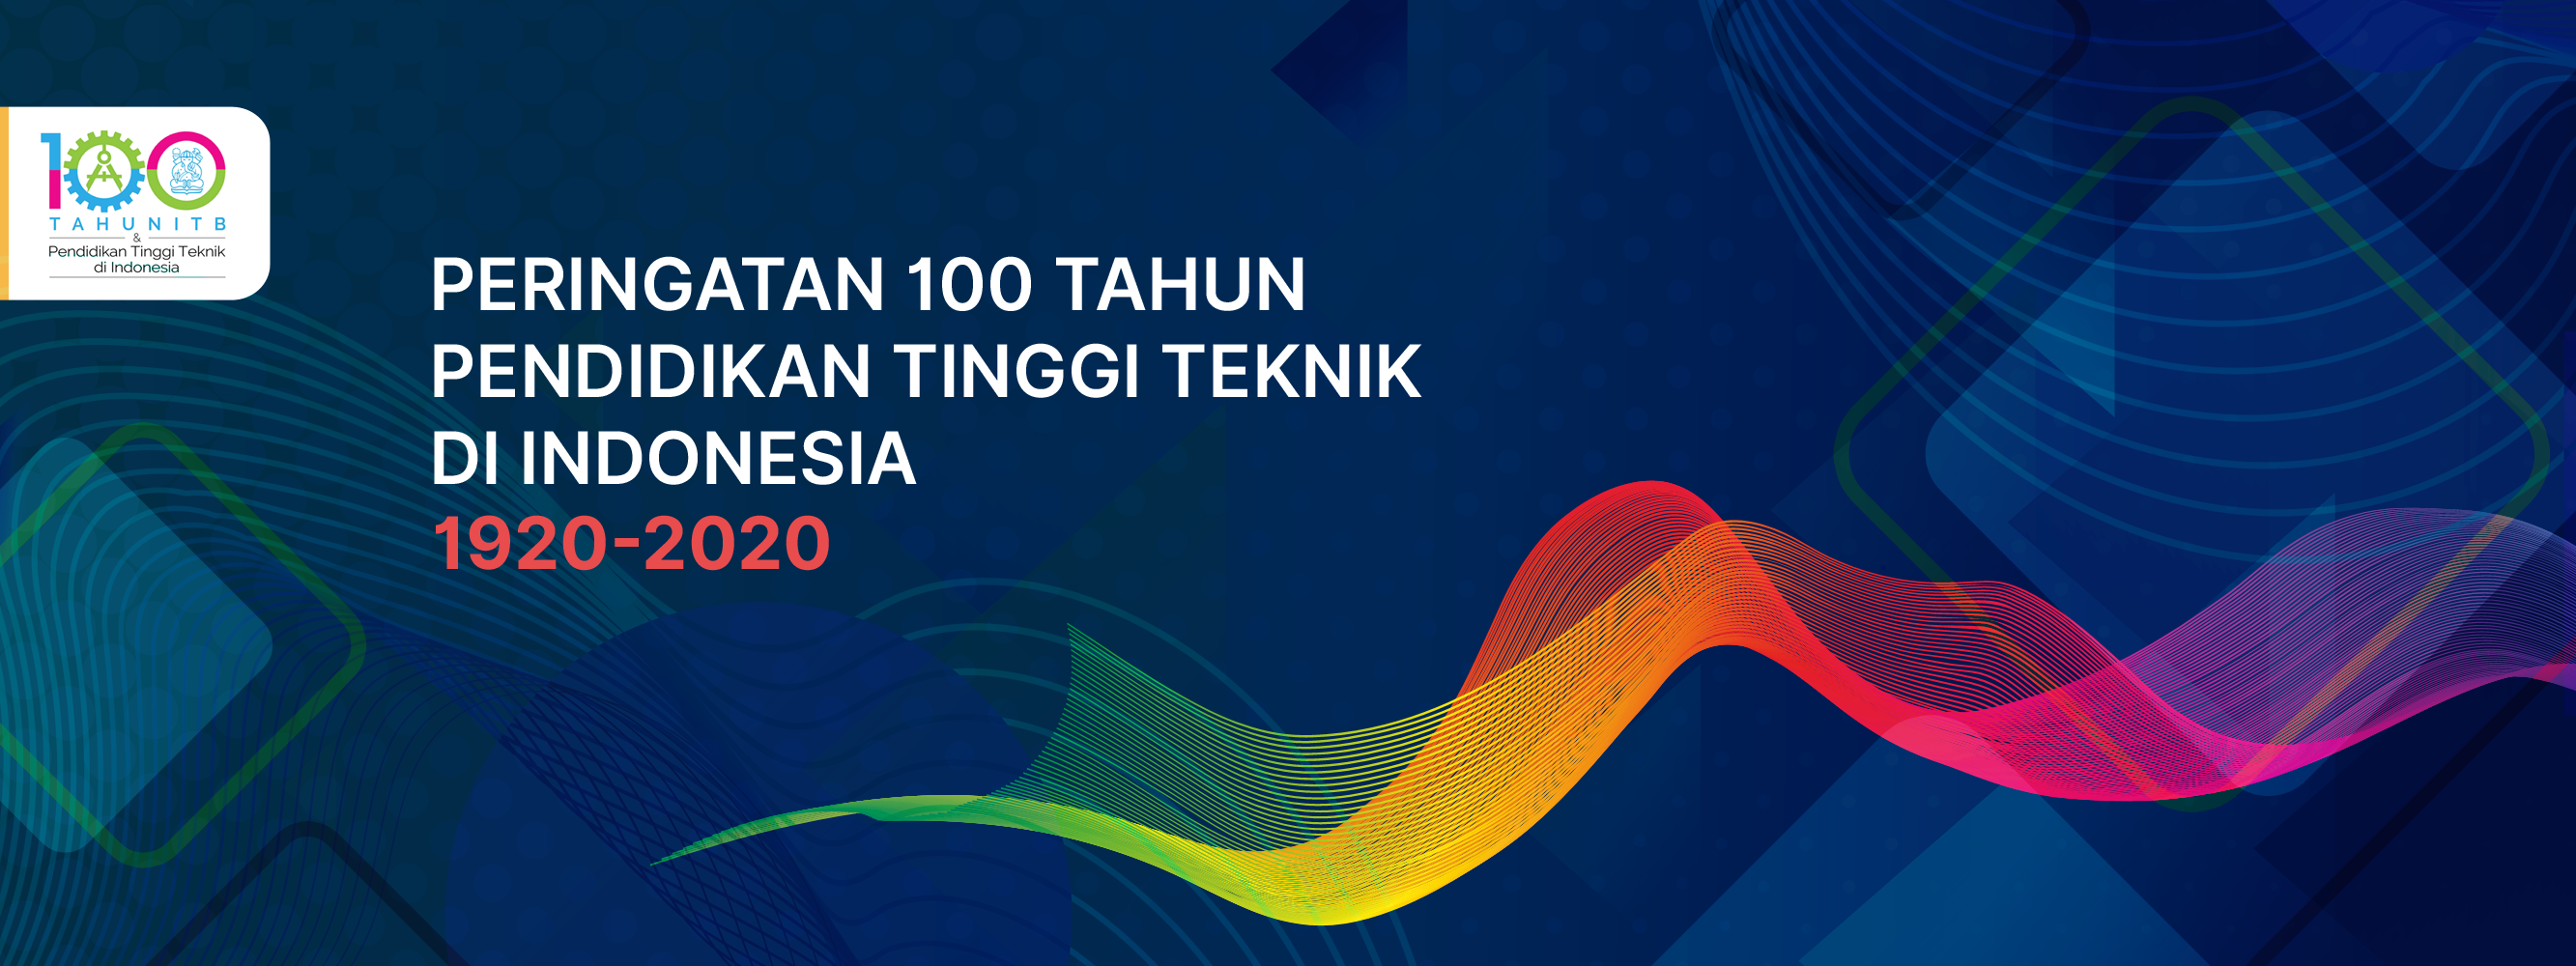 100
TAHUN ITB
&
Pendidikan Tinggi Teknik
di Indonesia
PERINGATAN 100 TAHUN
PENDIDIKAN TINGGI TEKNIK
DI INDONESIA
1920-2020